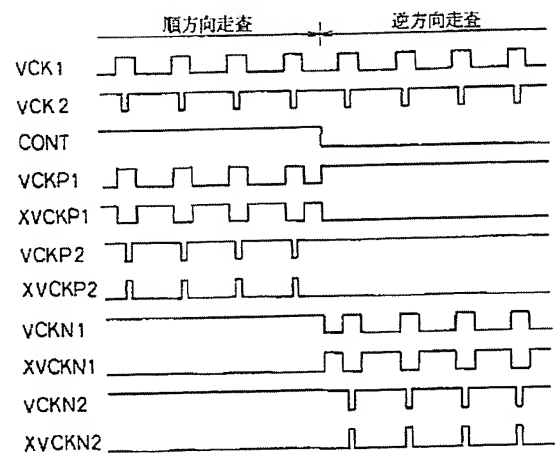 順方向走査 逆方向走査
VCK1
VCK2
CONT
VCKP1
XVCKP1
VCKP2
XVCKP2
VCKN1
XVCKN1
VCKN2
XVCKN2